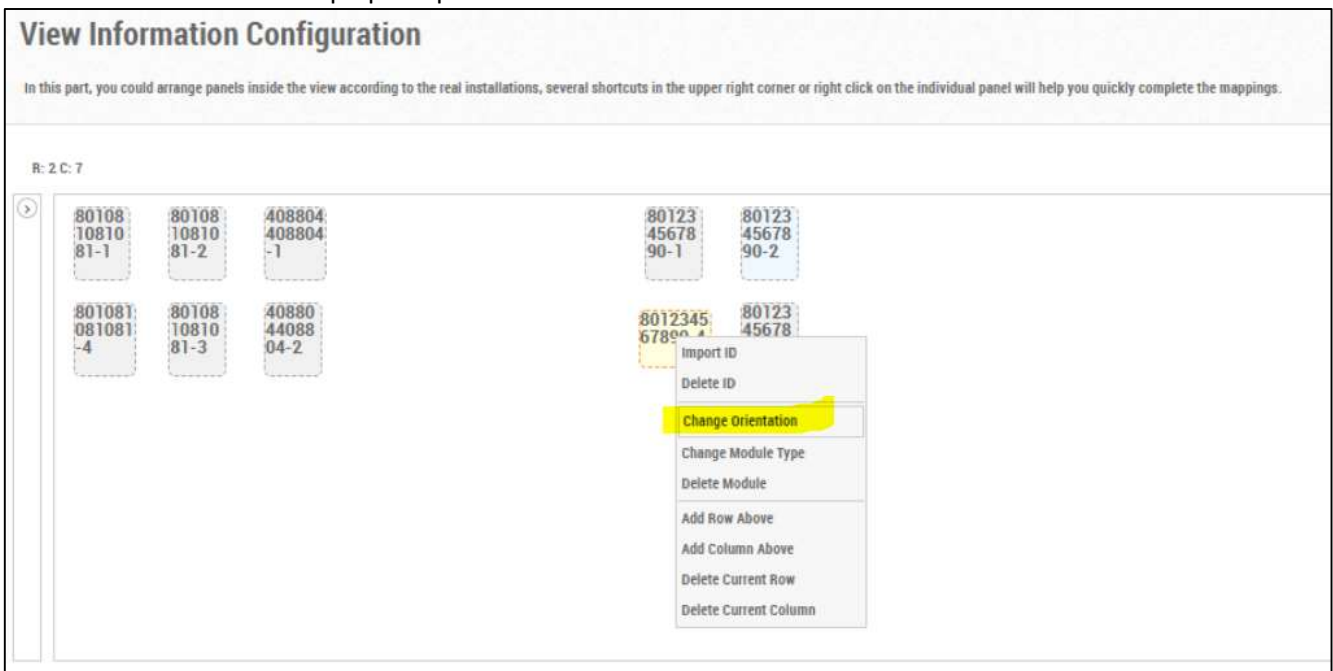 View Information Configuration
In this part, you could arrange panels inside the view according to the real installations, several shortcuts in the upper right corner or right click on the individual panel will help you quickly complete the mappings.
R: 2 C: 7
80108
10810
81-1
80108
10810
81-2
408804
408804
-1
80123
45678
90-1
80123
45678
90-2
801081
081081
-4
80108
10810
81-3
40880
44088
04-2
8012345
67890-4
80123
45678
Import ID
Delete ID
Change Orientation
Change Module Type
Delete Module
Add Row Above
Add Column Above
Delete Current Row
Delete Current Column